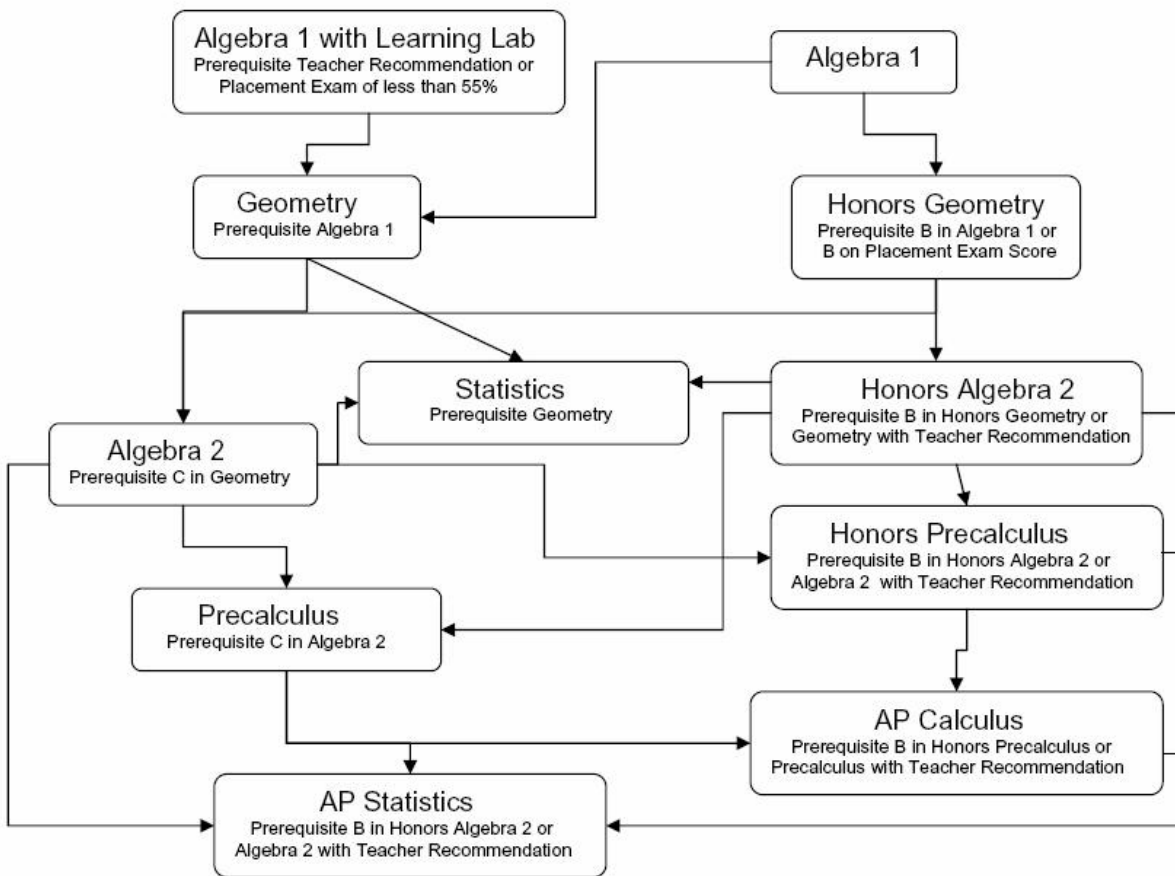 Algebra 1 with Learning Lab
Prerequisite Teacher Recommendation or
Placement Exam of less than 55%
Algebra 1
Geometry
Prerequisite Algebra 1
Honors Geometry
Prerequisite B in Algebra 1 or
B on Placement Exam Score
Statistics
Prerequisite Geometry
Honors Algebra 2
Prerequisite B in Honors Geometry or
Geometry with Teacher Recommendation
Algebra 2
Prerequisite C in Geometry
Honors Precalculus
Prerequisite B in Honors Algebra 2 or
Algebra 2 with Teacher Recommendation
Precalculus
Prerequisite C in Algebra 2
AP Calculus
Prerequisite B in Honors Precalculus or
Precalculus with Teacher Recommendation
AP Statistics
Prerequisite B in Honors Algebra 2 or
Algebra 2 with Teacher Recommendation